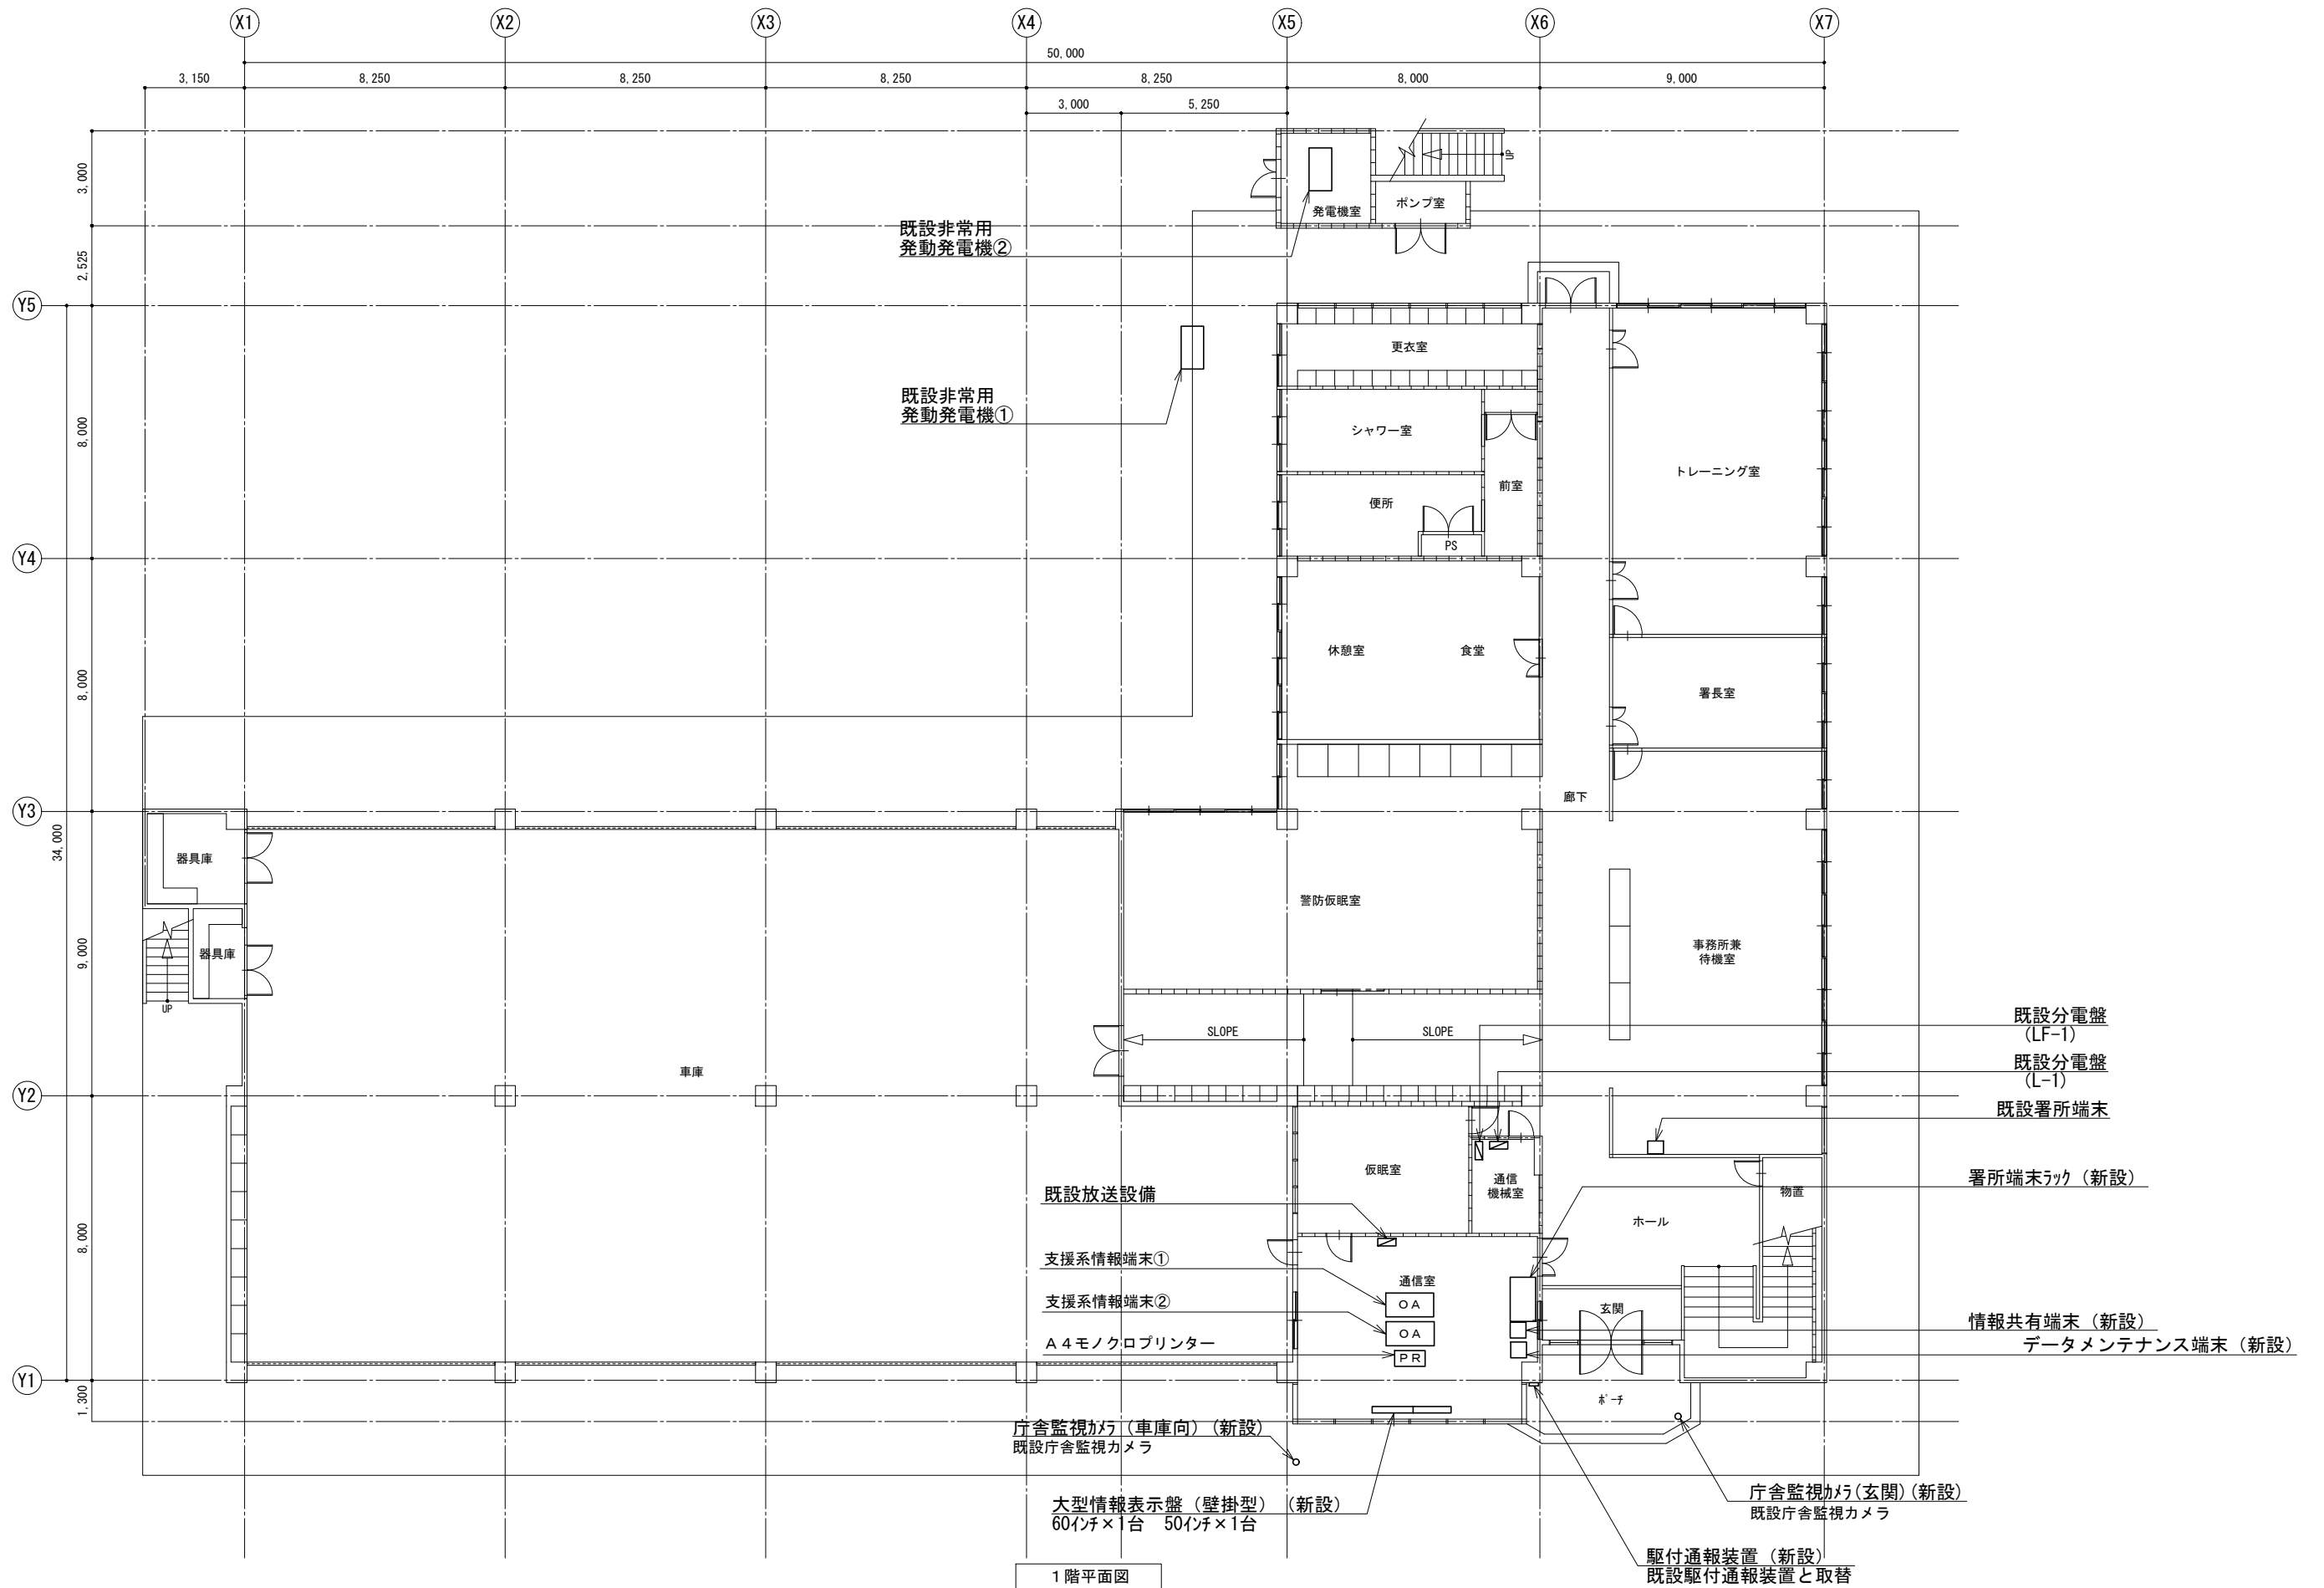 X1 X2 X3 X4 X5 X6 X7
50,000
3,150 8,250 8,250 8,250 8,250 8,000 9,000
3,000 5,250
3,000
UP
発電機室
ポンプ室
既設非常用
発動発電機②
2,525
Y5
更衣室
既設非常用
発動発電機①
8,000
シャワー室
トレーニング室
前室
便所
PS
Y4
休憩室
食堂
8,000
署長室
廊下
Y3
34,000
器具庫
警防仮眠室
事務所兼
待機室
9,000
器具庫
UP
SLOPE
SLOPE
既設分電盤
(LF-1)
既設分電盤
(L-1)
車庫
Y2
既設署所端末
仮眠室
通信
機械室
物置
署所端末ﾗｯｸ（新設）
既設放送設備
ホール
8,000
支援系情報端末①
通信室
OA
支援系情報端末②
OA
玄関
情報共有端末（新設）
A4モノクロプリンター
PR
データメンテナンス端末（新設）
Y1
1,300
ﾎﾟｰﾁ
庁舎監視ｶﾒﾗ（車庫向）（新設）
既設庁舎監視カメラ
大型情報表示盤（壁掛型）（新設）
60ｲﾝﾁ×1台　50ｲﾝﾁ×1台
庁舎監視ｶﾒﾗ(玄関)(新設)
既設庁舎監視カメラ
駆付通報装置（新設）
既設駆付通報装置と取替
1階平面図